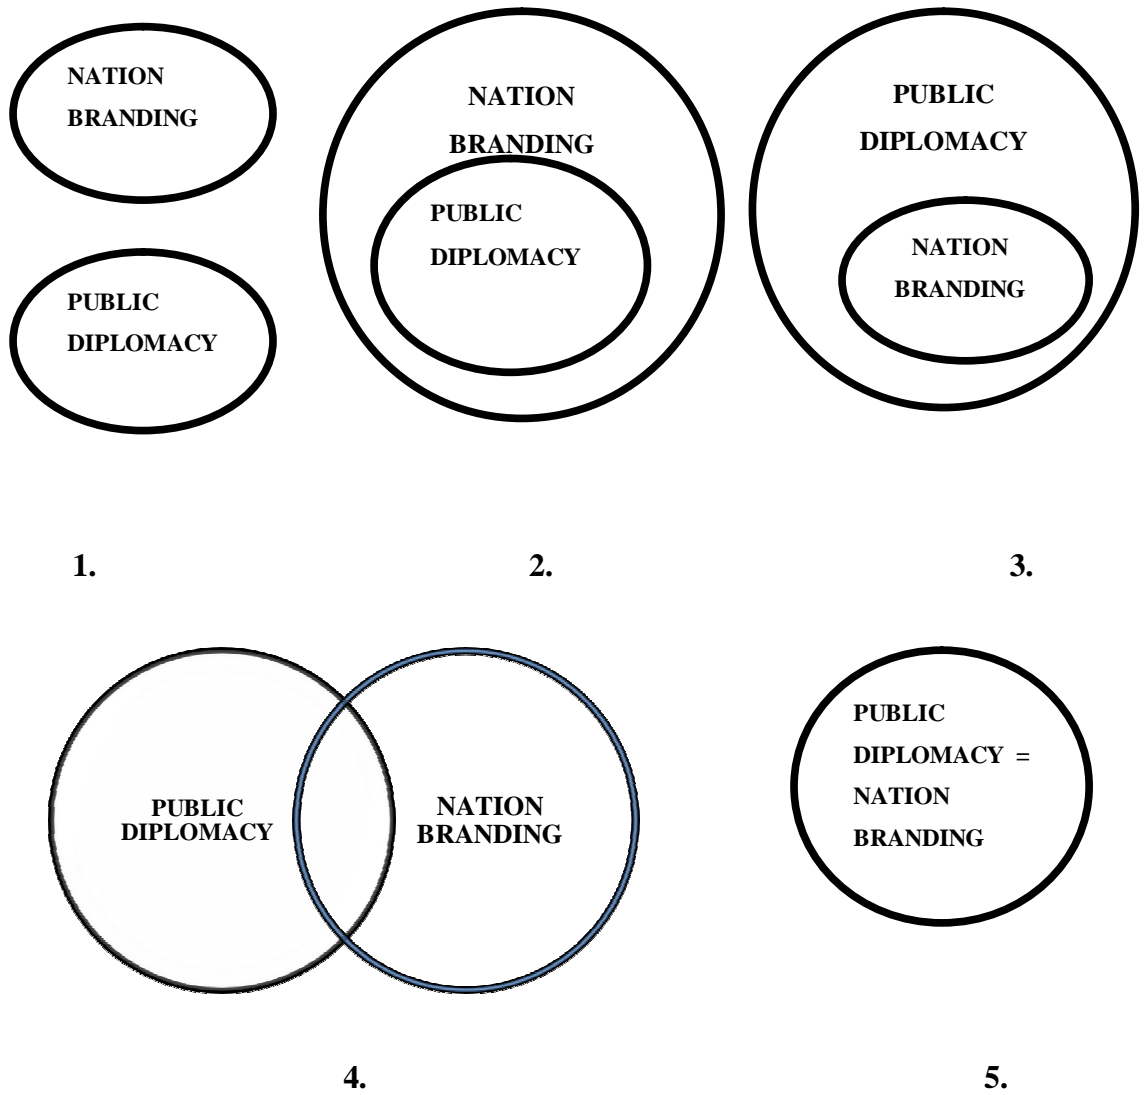 NATION
BRANDING
PUBLIC
DIPLOMACY
NATION
BRANDING
PUBLIC
DIPLOMACY
PUBLIC
DIPLOMACY
NATION
BRANDING
1.
2.
3.
PUBLIC
DIPLOMACY
NATION
BRANDING
PUBLIC
DIPLOMACY =
NATION
BRANDING
4.
5.